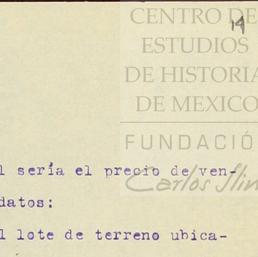 CENTRO DE
ESTUDIOS
DE HISTORIA
DE MEXICO
FUNDACIÓ
Carlos Slim
19
l sería el precio de ven-
datos:
l lote de terreno ubica-